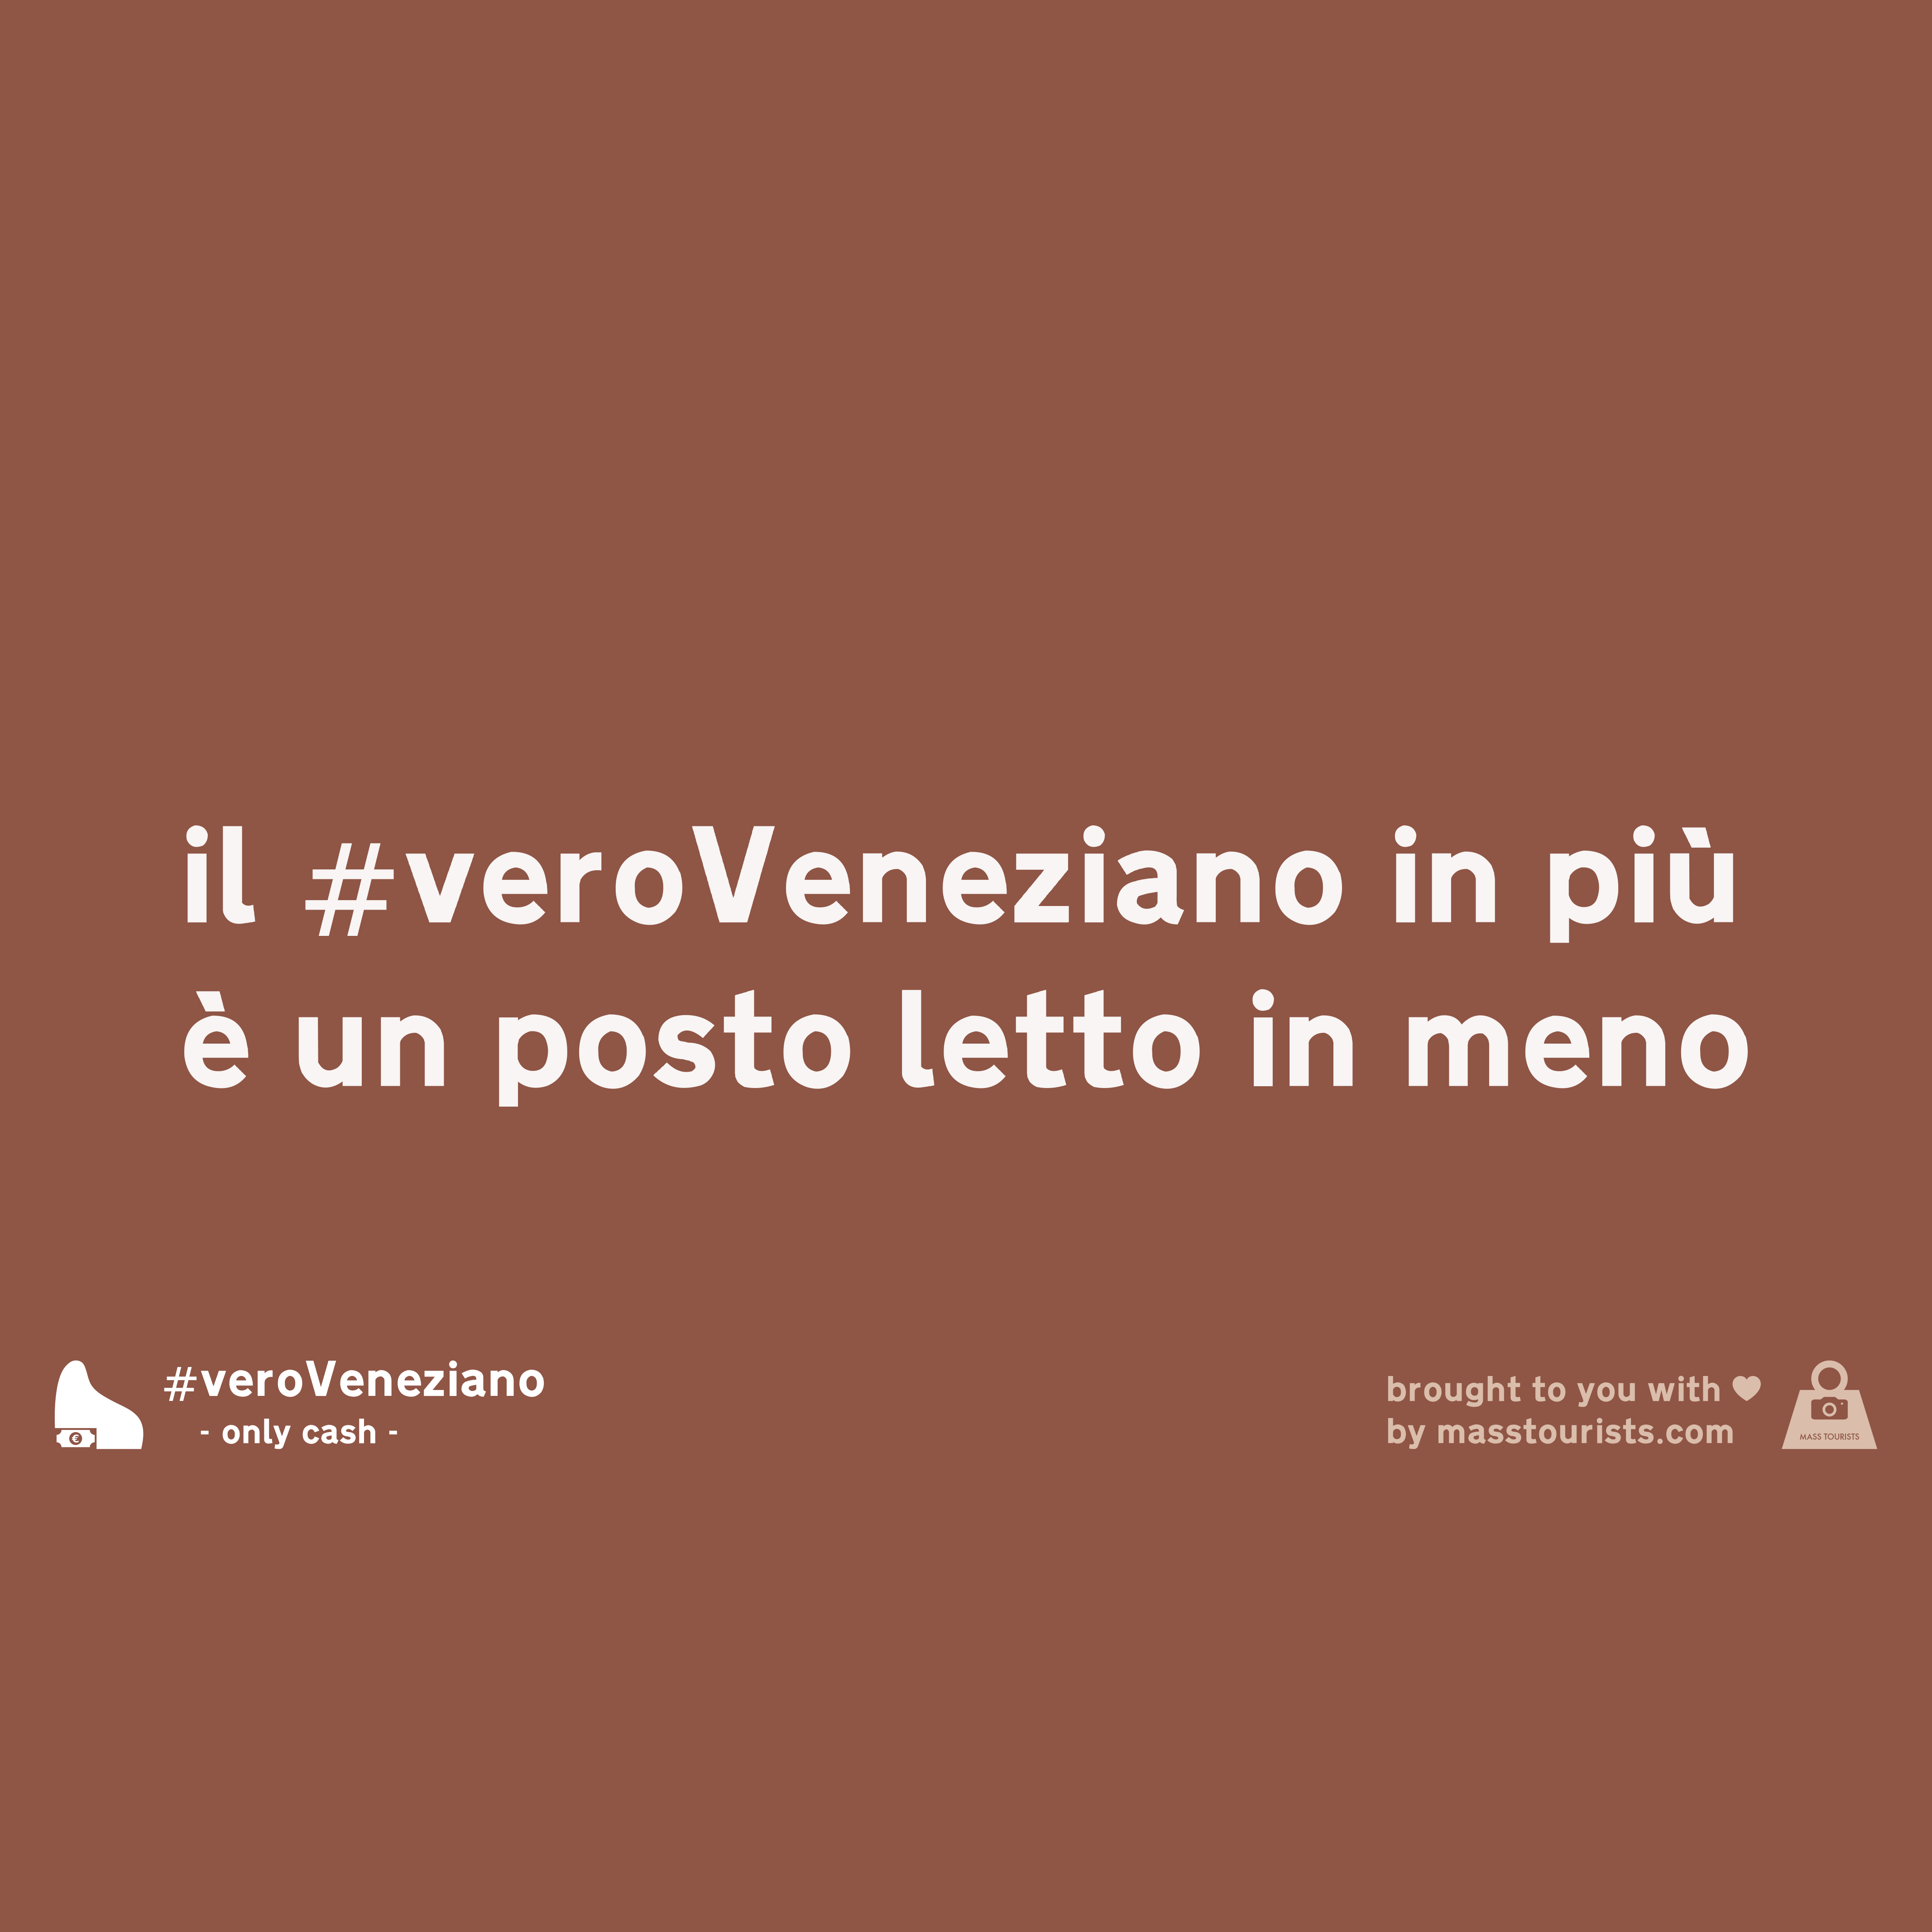 il #veroVeneziano in più
è un posto letto in meno
#veroVeneziano
- only cash -
€
brought to you with ♥
by masstourists.com
MASS TOURISTS